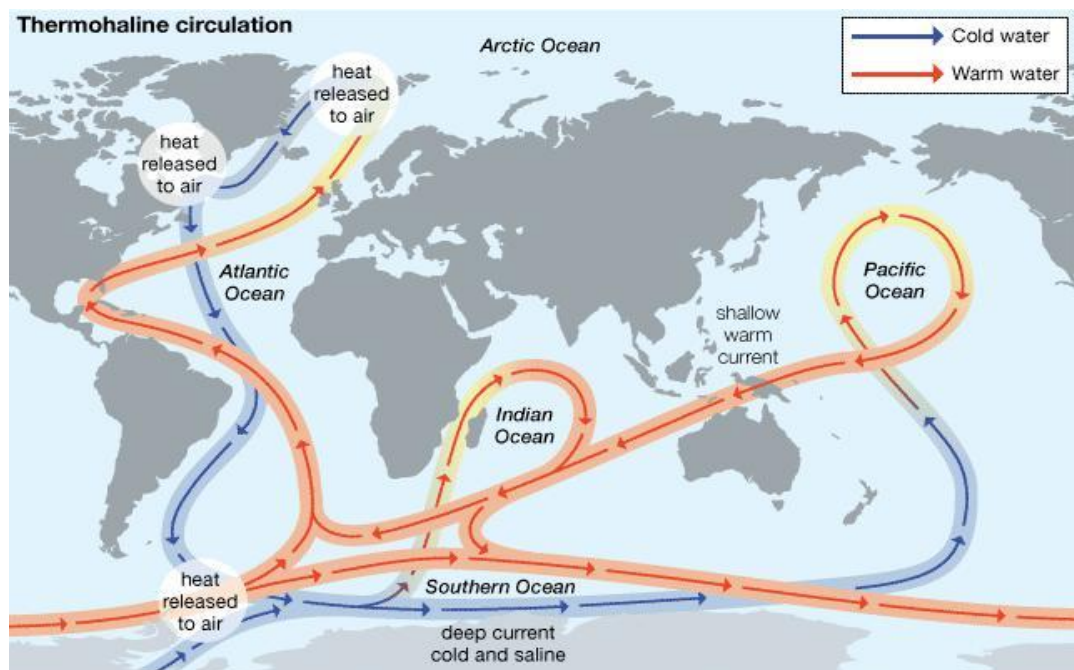 Thermohaline circulation
Arctic Ocean
Cold water
Warm water
heat
released
to air
heat
released
to air
Atlantic
Ocean
Pacific
Ocean
shallow
warm
current
Indian
Ocean
heat
released
to air
Southern Ocean
deep current
cold and saline